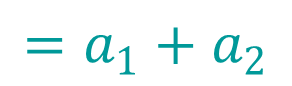 = a₁ + a₂